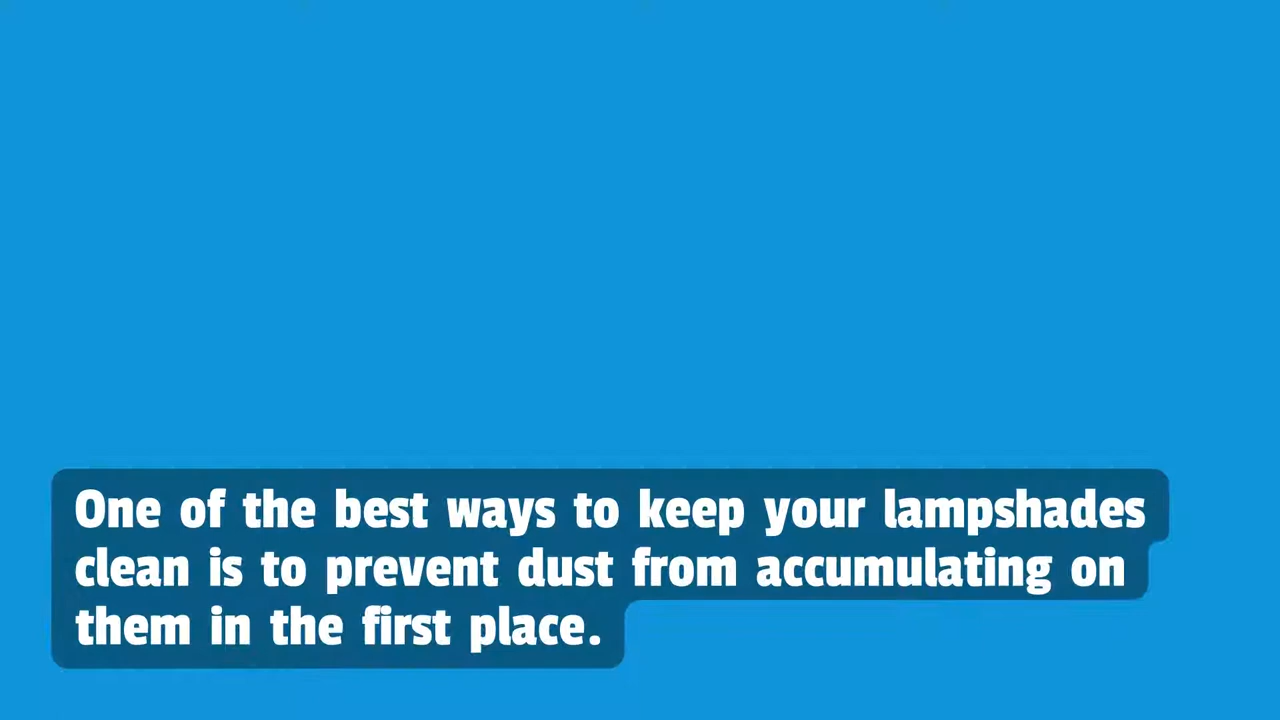 One of the best ways to keep your lampshades
clean is to prevent dust from accumulating on
them in the first place.